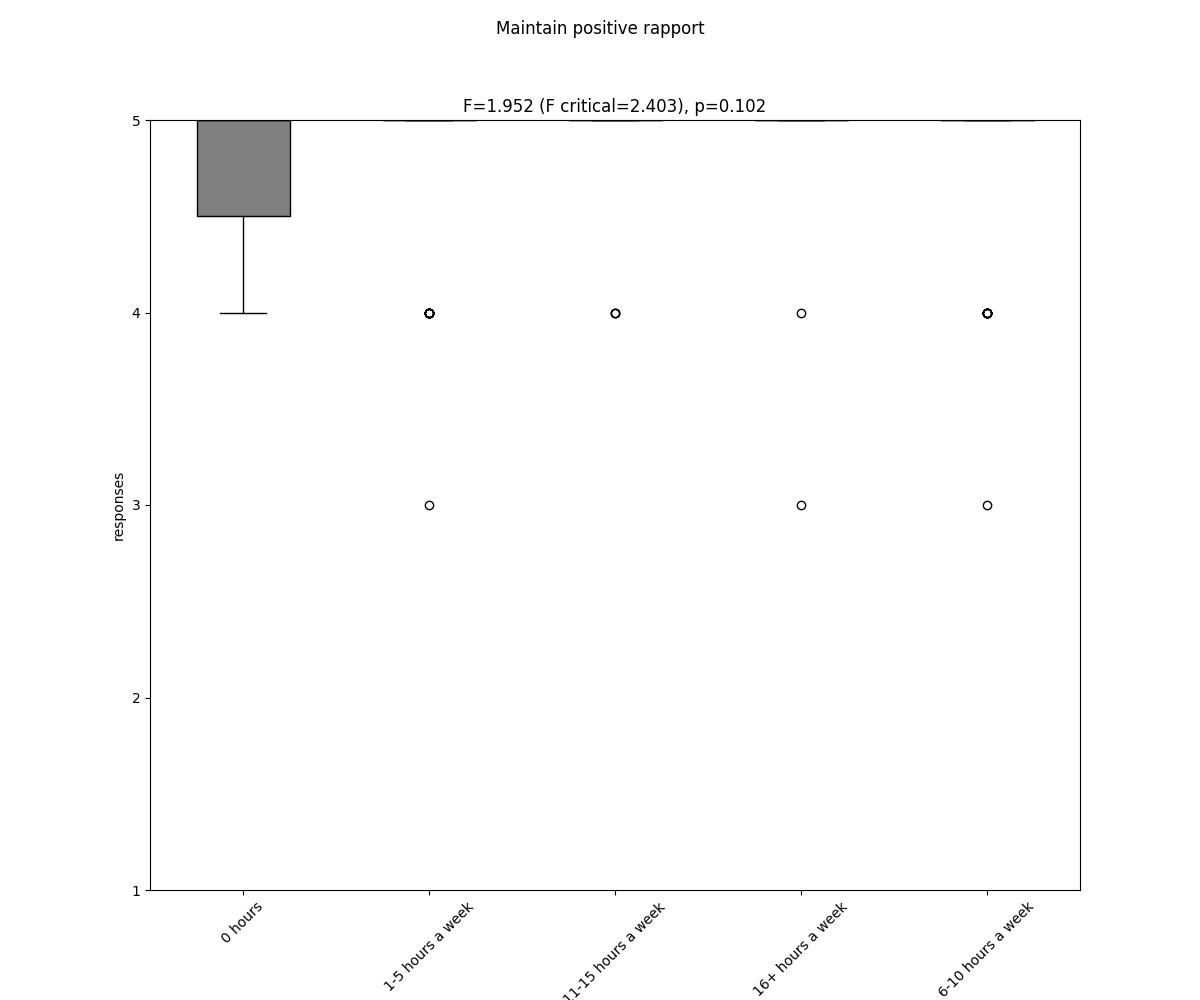 Maintain positive rapport
F=1.952 (F critical=2.403), p=0.102
5
4
3
2
1
responses
0 hours
1-5 hours a week
11-15 hours a week
16+ hours a week
6-10 hours a week